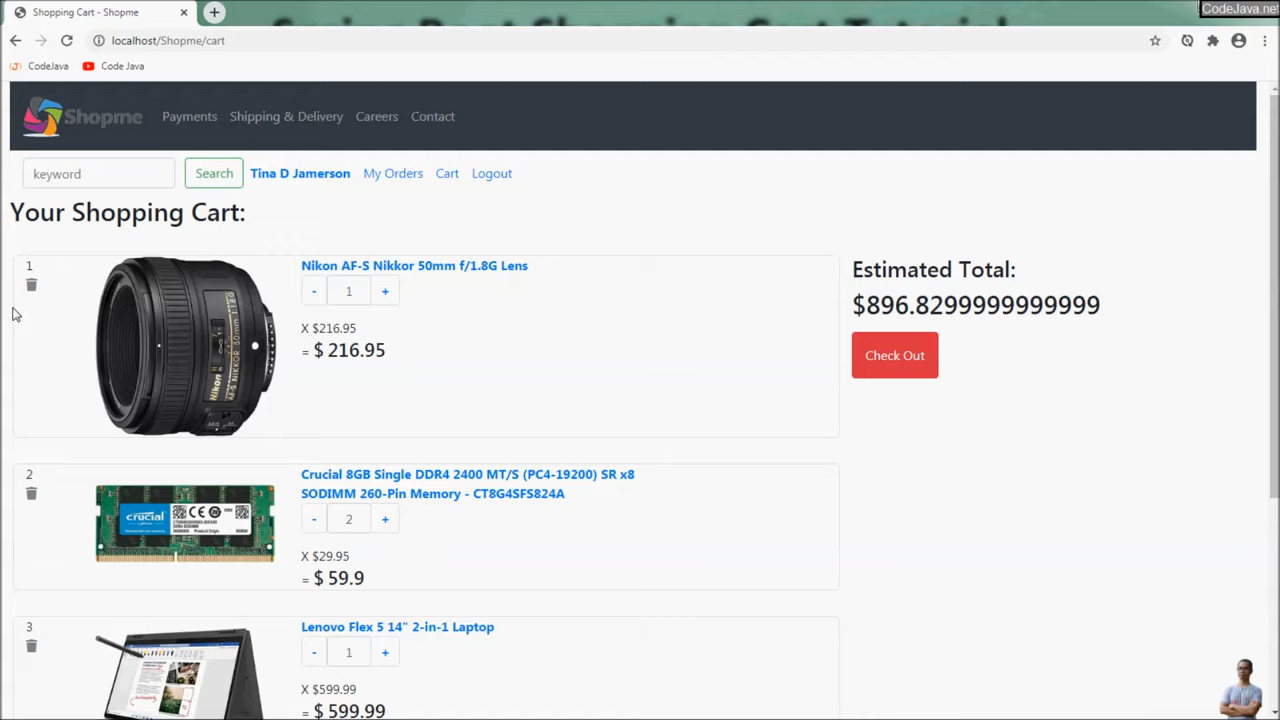 Shopping Cart - Shopme
CodeJava.net
localhost/Shopme/cart
CodeJava
Code Java
Shopme
Payments
Shipping & Delivery
Careers
Contact
keyword
Search
Tina D Jamerson
My Orders
Cart
Logout
Your Shopping Cart:
1
Nikon AF-S Nikkor 50mm f/1.8G Lens
- 1 +
X $216.95
= $ 216.95
Estimated Total:
$896.8299999999999
Check Out
2
Crucial 8GB Single DDR4 2400 MT/S (PC4-19200) SR x8
SODIMM 260-Pin Memory - CT8G4SFS824A
- 2 +
X $29.95
= $ 59.9
crucial
Nikon
3
Lenovo Flex 5 14" 2-in-1 Laptop
- 1 +
X $599.99
= $ 599.99